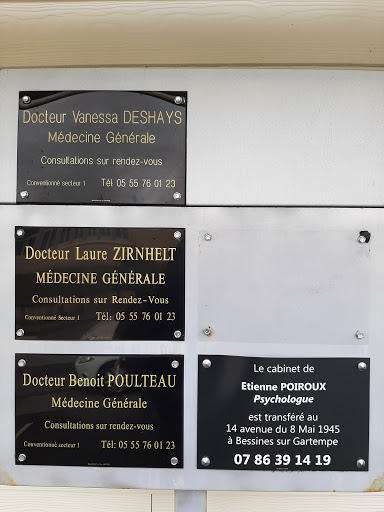 Docteur Vanessa DESHAYS
Médecine Générale
Consultations sur rendez-vous
Conventionné secteur 1 Tél: 05 55 76 01 23
Docteur Laure ZIRNHELT
MÉDECINE GÉNÉRALE
Consultations sur Rendez-Vous
Conventionné Secteur 1 Tél: 05 55 76 01 23
Docteur Benoit POULTEAU
Médecine Générale
Consultations sur rendez-vous
Conventionné secteur 1 Tél: 05 55 76 01 23
Le cabinet de
Etienne POIROUX
Psychologue
est transféré au
14 avenue du 8 Mai 1945
à Bessines sur Gartempe
07 86 39 14 19